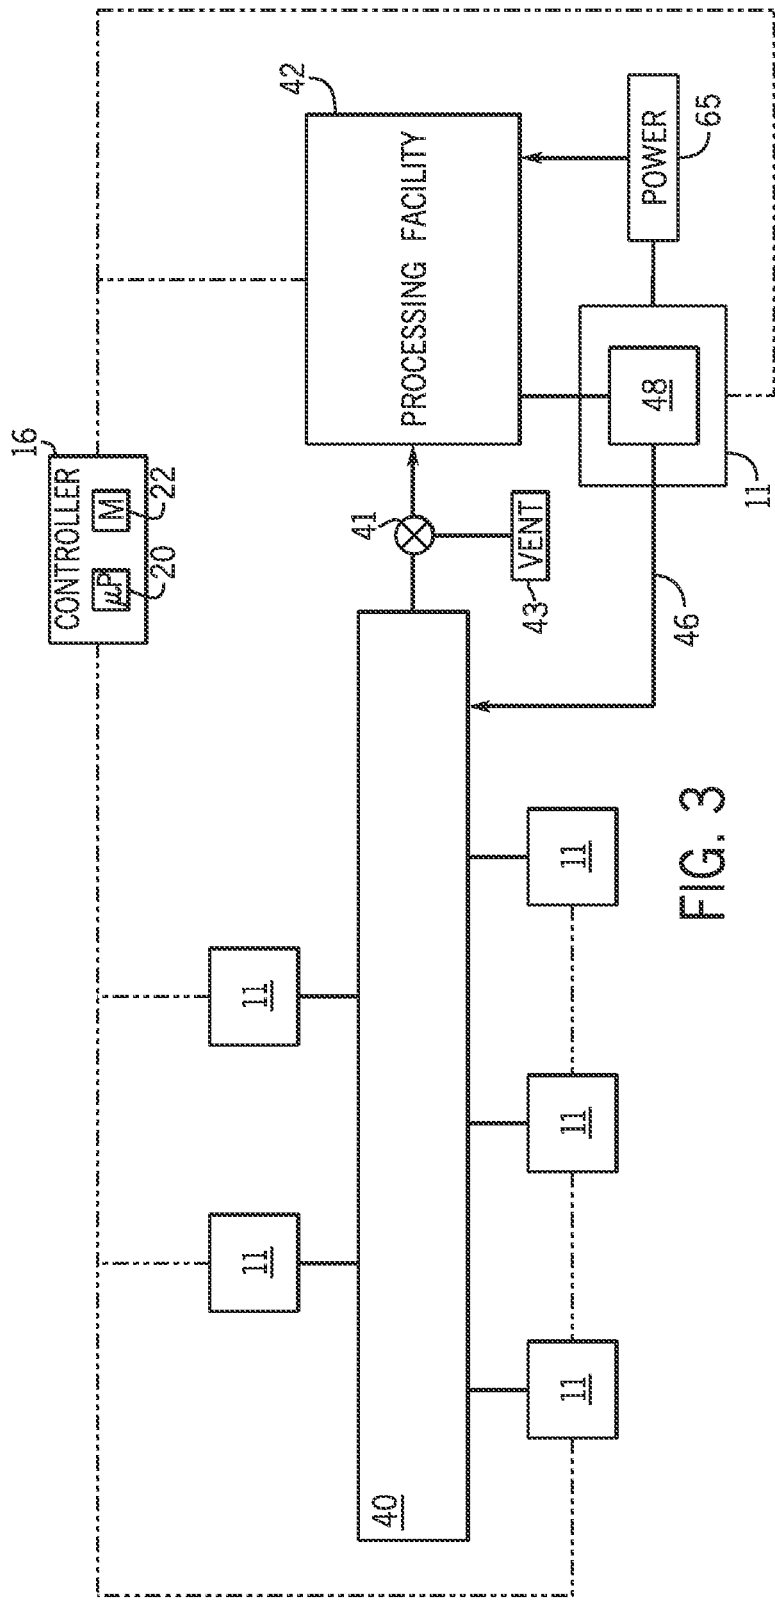 16
CONTROLLER
μP
M
20
22
42
PROCESSING FACILITY
41
VENT
43
POWER
65
48
11
46
11
11
40
11
11
11
FIG. 3